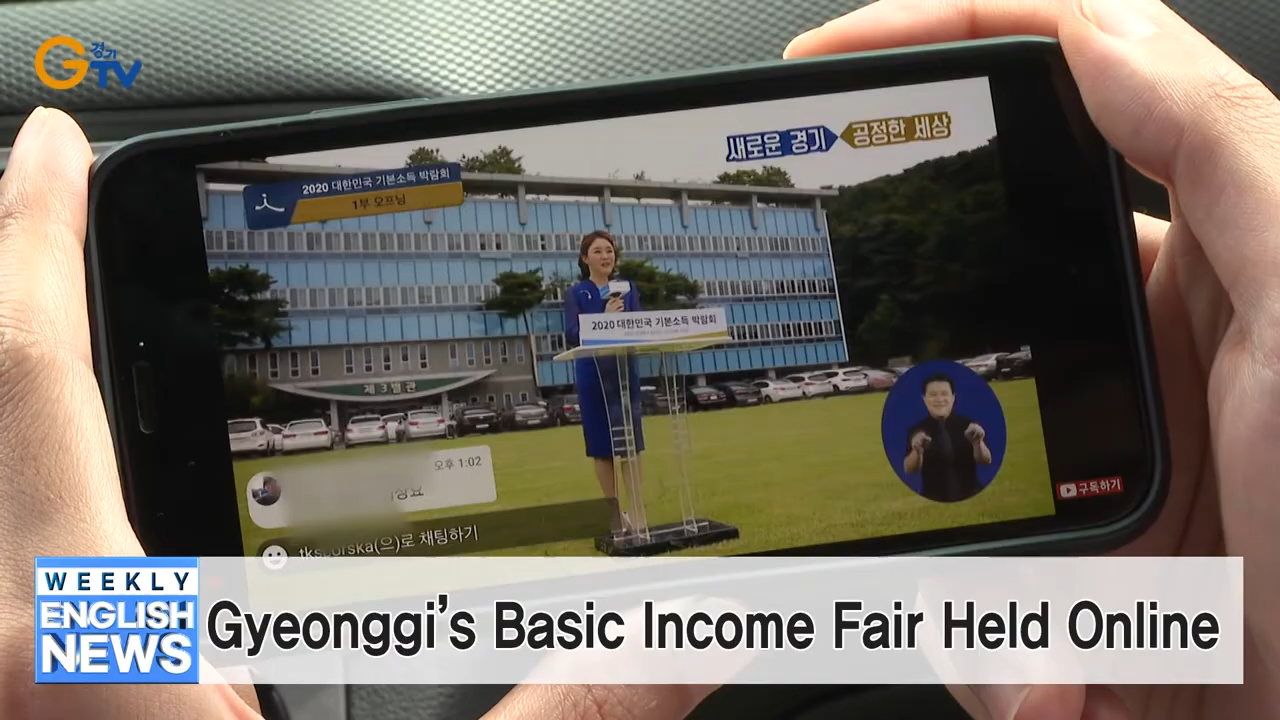 G경기TV
새로운 경기 공정한 세상
2020 대한민국 기본소득 박람회
1부 오프닝
2020 대한민국 기본소득 박람회
제3별관
오후 1:02
(으)로 채팅하기
구독하기
WEEKLY
ENGLISH
NEWS
Gyeonggi's Basic Income Fair Held Online